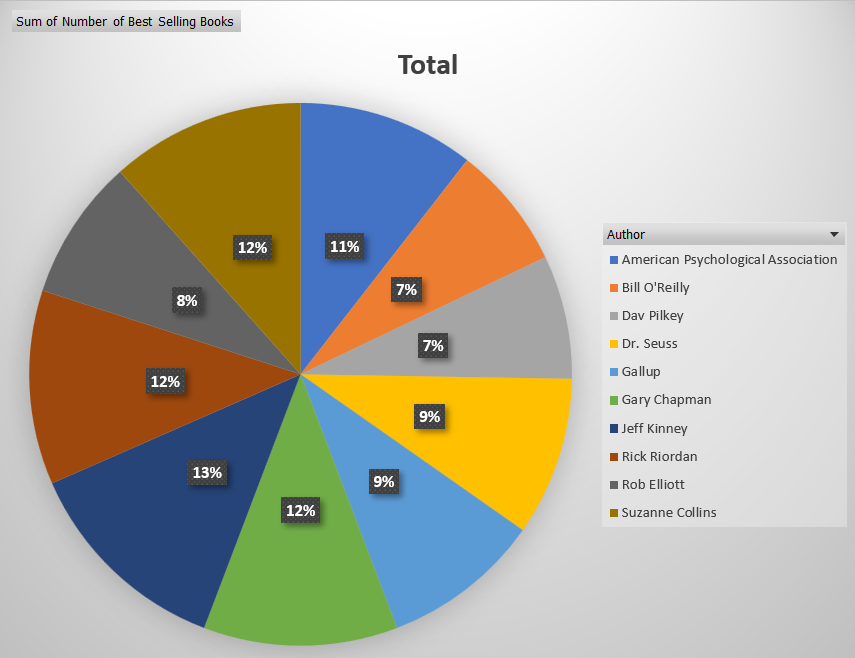 Sum of Number of Best Selling Books
Total
11%
7%
7%
9%
9%
12%
13%
12%
8%
12%
Author
American Psychological Association
Bill O'Reilly
Dav Pilkey
Dr. Seuss
Gallup
Gary Chapman
Jeff Kinney
Rick Riordan
Rob Elliott
Suzanne Collins